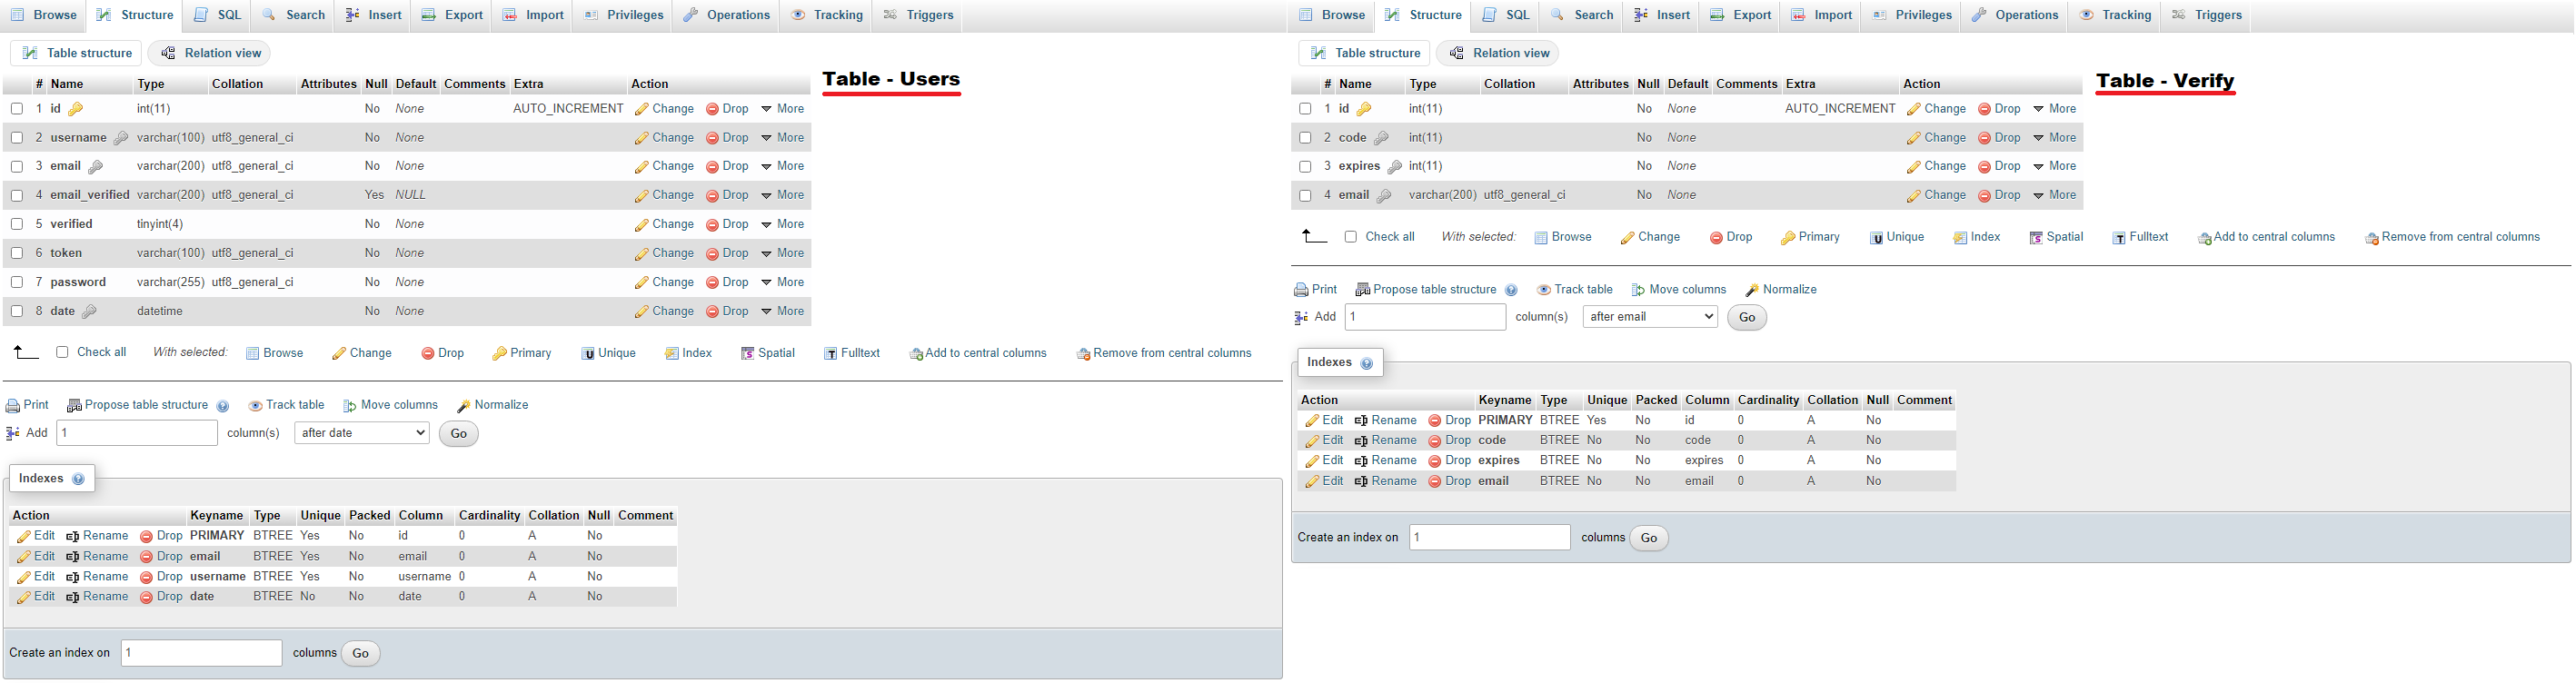 Browse Structure SQL Search Insert Export Import Privileges Operations Tracking Triggers
Table structure Relation view
Table - Users
# Name Type Collation Attributes Null Default Comments Extra Action
1 id int(11) No None AUTO_INCREMENT Change Drop More
2 username varchar(100) utf8_general_ci No None Change Drop More
3 email varchar(200) utf8_general_ci No None Change Drop More
4 email_verified varchar(200) utf8_general_ci Yes NULL Change Drop More
5 verified tinyint(4) No None Change Drop More
6 token varchar(100) utf8_general_ci No None Change Drop More
7 password varchar(255) utf8_general_ci No None Change Drop More
8 date datetime No None Change Drop More
Check all With selected: Browse Change Drop Primary Unique Index Spatial Fulltext Add to central columns Remove from central columns
Print Propose table structure Track table Move columns Normalize
Add 1 column(s) after date Go
Indexes
Action Keyname Type Unique Packed Column Cardinality Collation Null Comment
Edit Rename Drop PRIMARY BTREE Yes No id 0 A No
Edit Rename Drop email BTREE Yes No email 0 A No
Edit Rename Drop username BTREE Yes No username 0 A No
Edit Rename Drop date BTREE No No date 0 A No
Create an index on 1 columns Go
Browse Structure SQL Search Insert Export Import Privileges Operations Tracking Triggers
Table structure Relation view
Table - Verify
# Name Type Collation Attributes Null Default Comments Extra Action
1 id int(11) No None AUTO_INCREMENT Change Drop More
2 code int(11) No None Change Drop More
3 expires int(11) No None Change Drop More
4 email varchar(200) utf8_general_ci No None Change Drop More
Check all With selected: Browse Change Drop Primary Unique Index Spatial Fulltext Add to central columns Remove from central columns
Print Propose table structure Track table Move columns Normalize
Add 1 column(s) after email Go
Indexes
Action Keyname Type Unique Packed Column Cardinality Collation Null Comment
Edit Rename Drop PRIMARY BTREE Yes No id 0 A No
Edit Rename Drop code BTREE No No code 0 A No
Edit Rename Drop expires BTREE No No expires 0 A No
Edit Rename Drop email BTREE No No email 0 A No
Create an index on 1 columns Go